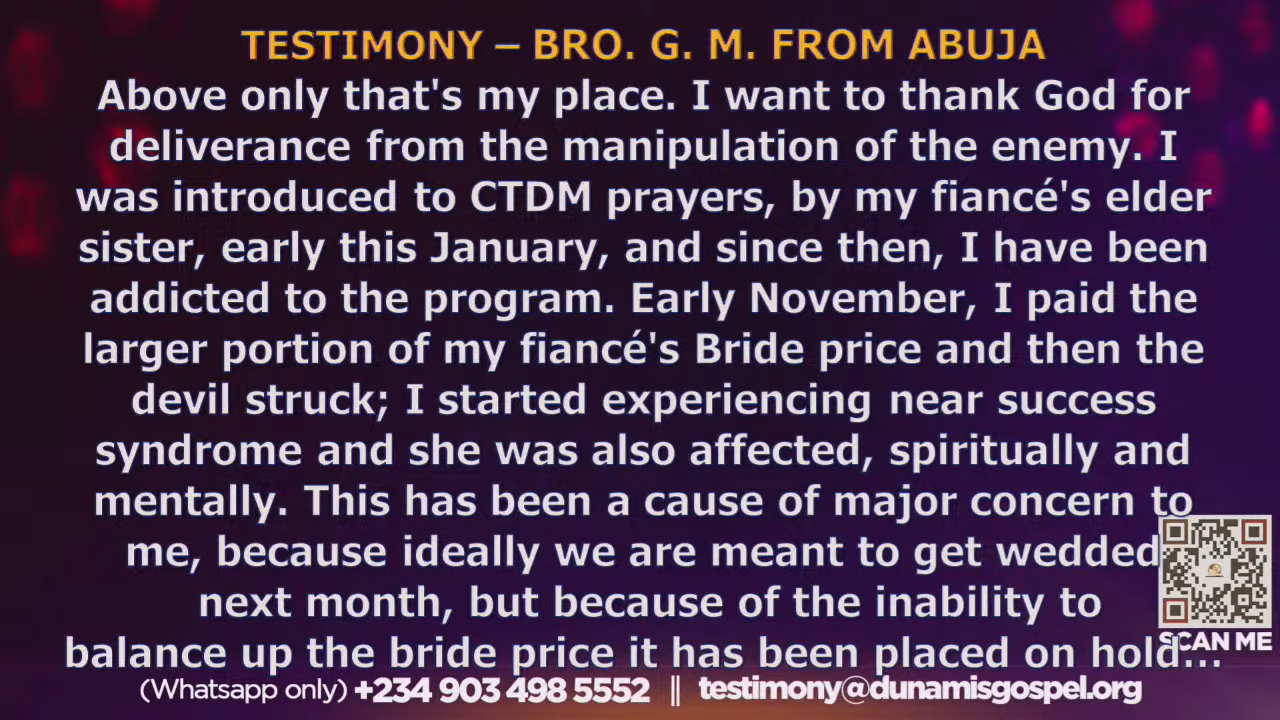 TESTIMONY – BRO. G. M. FROM ABUJA
Above only that's my place. I want to thank God for
deliverance from the manipulation of the enemy. I
was introduced to CTDM prayers, by my fiancé's elder
sister, early this January, and since then, I have been
addicted to the program. Early November, I paid the
larger portion of my fiancé's Bride price and then the
devil struck; I started experiencing near success
syndrome and she was also affected, spiritually and
mentally. This has been a cause of major concern to
me, because ideally we are meant to get wedded
next month, but because of the inability to
balance up the bride price it has been placed on hold...
SCAN ME
(Whatsapp only) +234 903 498 5552 || testimony@dunamisgospel.org